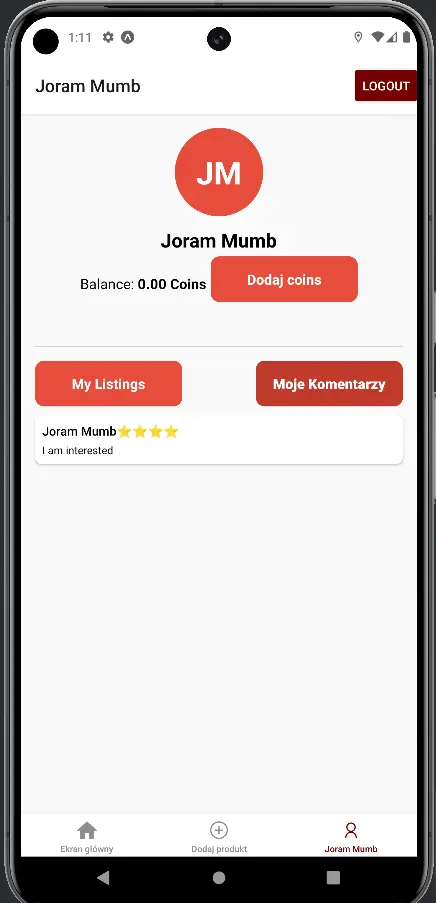 1:11
Joram Mumb
LOGOUT
JM
Joram Mumb
Balance: 0.00 Coins
Dodaj coins
My Listings
Moje Komentarzy
Joram Mumb⭐⭐⭐⭐
I am interested
Ekran główny
Dodaj produkt
Joram Mumb